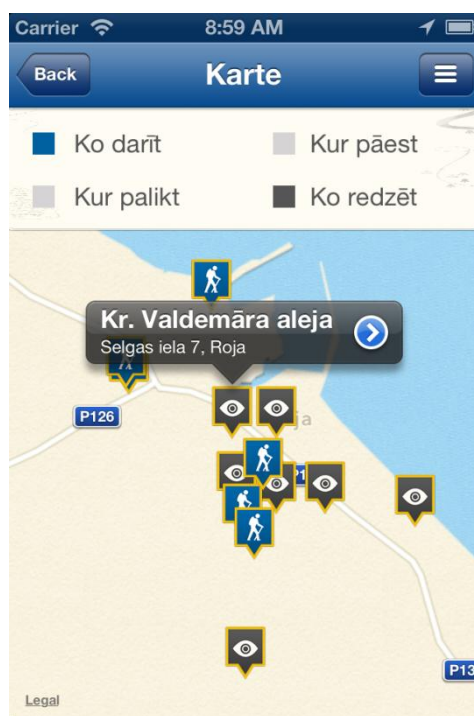 Carrier 8:59 AM
Back Karte
Ko darīt Kur pāest
Kur palikt Ko redzēt
Kr. Valdemāra aleja
Selgas iela 7, Roja
P126
Legal